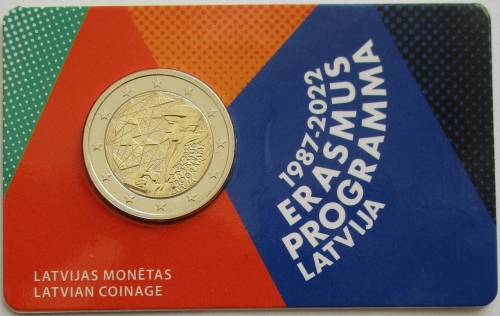 1987-2022
ERASMUS
PROGRAMMA
LATVIJA
LATVIJAS MONĒTAS
LATVIAN COINAGE